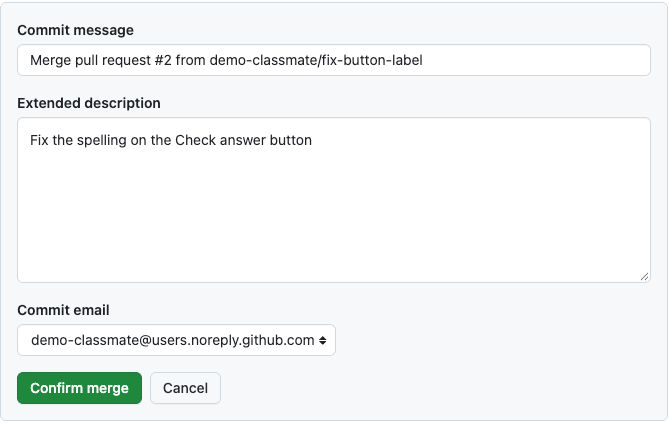 Commit message
Merge pull request #2 from demo-classmate/fix-button-label
Extended description
Fix the spelling on the Check answer button
Commit email
demo-classmate@users.noreply.github.com
Confirm merge
Cancel